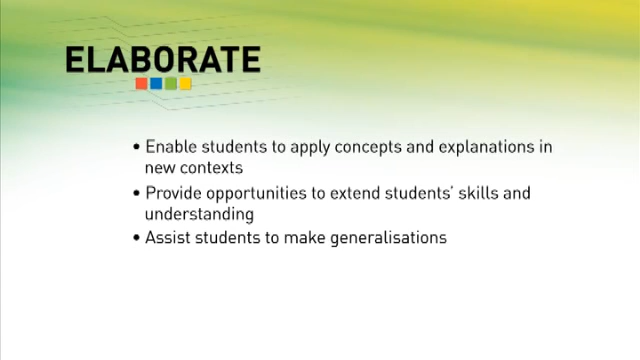 ELABORATE
• Enable students to apply concepts and explanations in
new contexts
• Provide opportunities to extend students' skills and
understanding
• Assist students to make generalisations